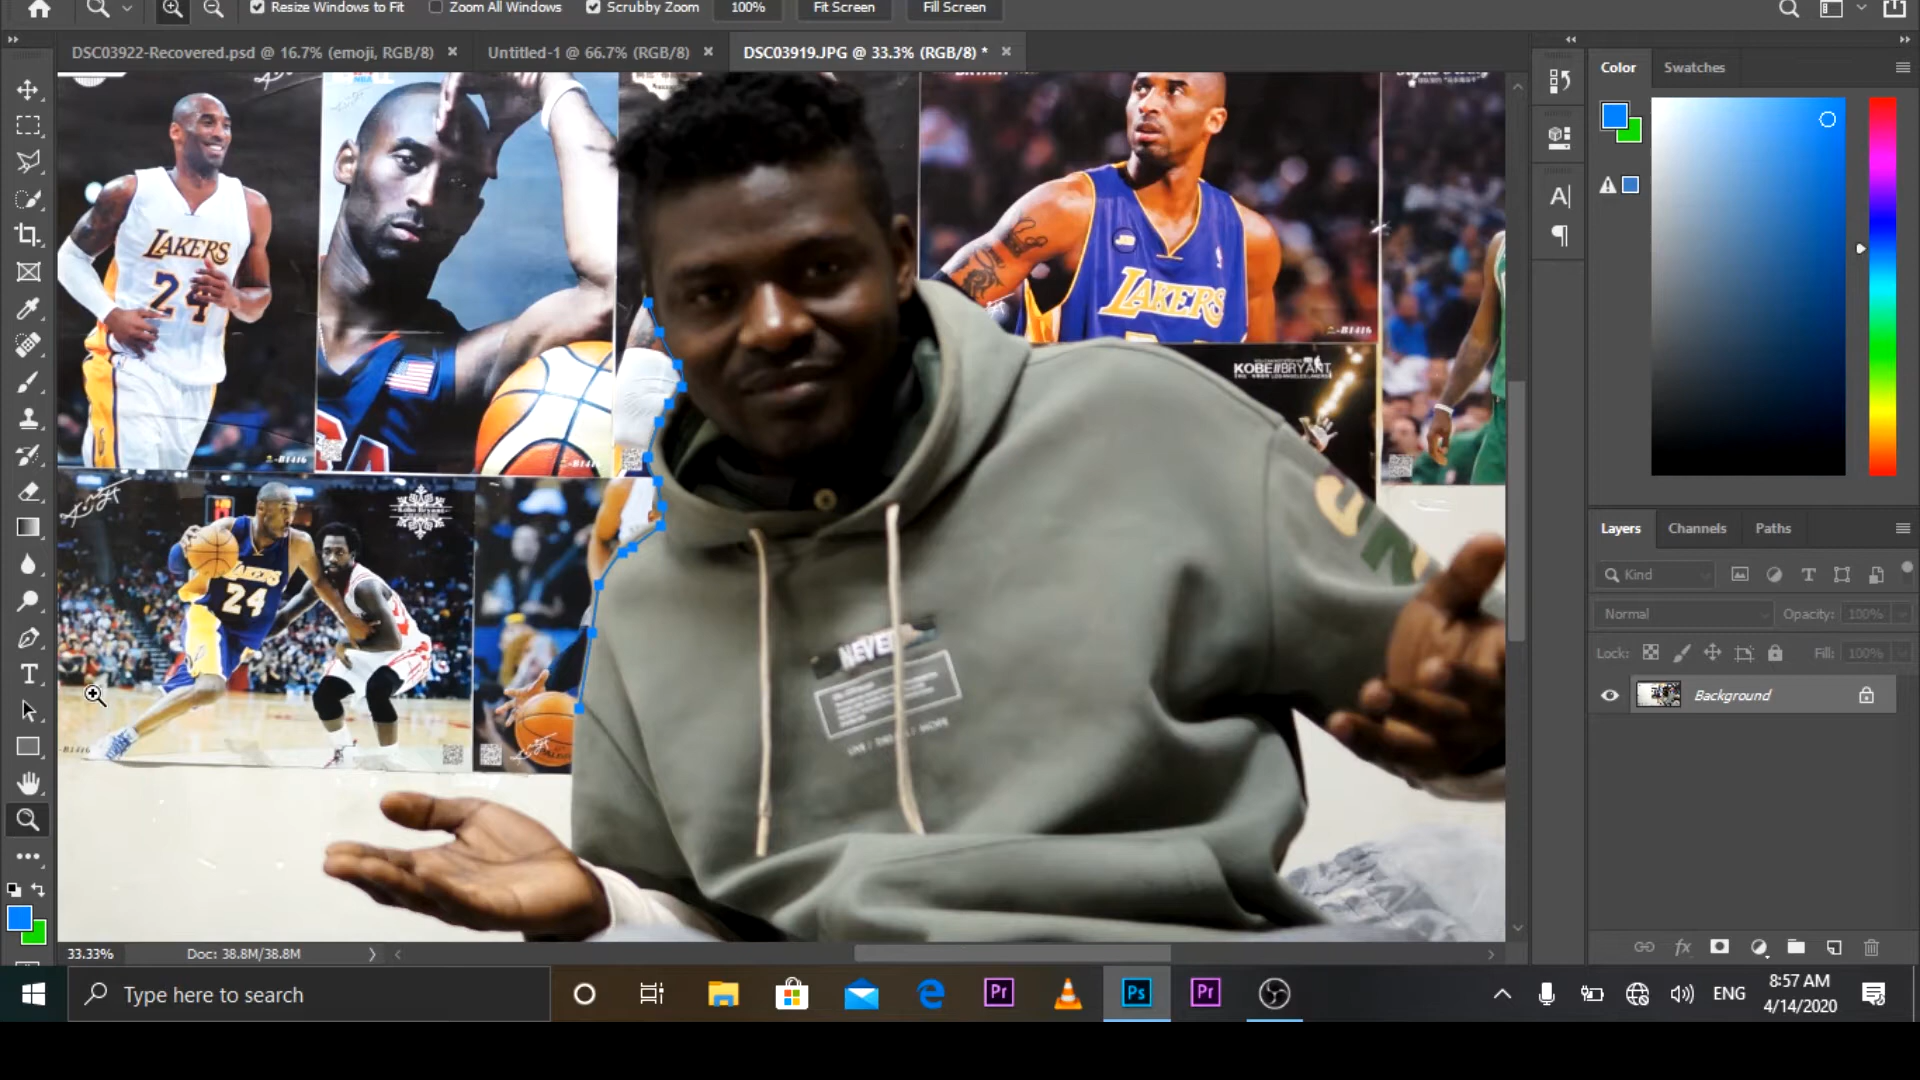 Resize Windows to Fit
Zoom All Windows
Scrubby Zoom
100%
Fit Screen
Fill Screen
DSC03922-Recovered.psd @ 16.7% (emoji, RGB/8)
Untitled-1 @ 66.7% (RGB/8)
DSC03919.JPG @ 33.3% (RGB/8) *
Color
Swatches
NBA
LAKERS
24
LAKERS
KOBE//BRYANT
LAKERS
24
NEVER
Layers
Channels
Paths
Kind
Normal
Opacity: 100%
Lock:
Fill: 100%
Background
33.33%
Doc: 38.8M/38.8M
Type here to search
ENG
8:57 AM
4/14/2020